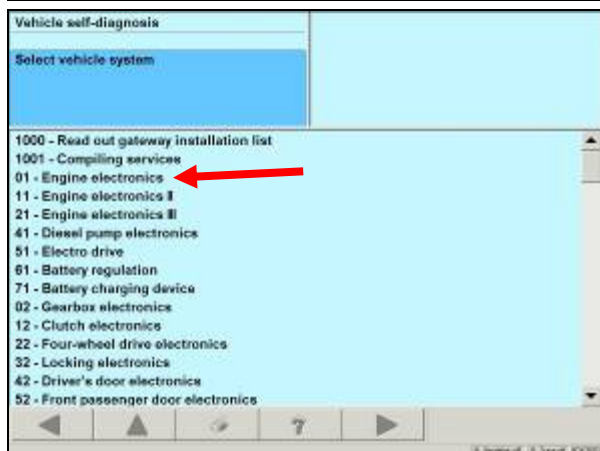 Vehicle self-diagnosis
Select vehicle system
1000 - Read out gateway installation list
1001 - Compiling services
01 - Engine electronics
11 - Engine electronics II
21 - Engine electronics III
41 - Diesel pump electronics
51 - Electro drive
61 - Battery regulation
71 - Battery charging device
02 - Gearbox electronics
12 - Clutch electronics
22 - Four-wheel drive electronics
32 - Locking electronics
42 - Driver's door electronics
52 - Front passenger door electronics
?